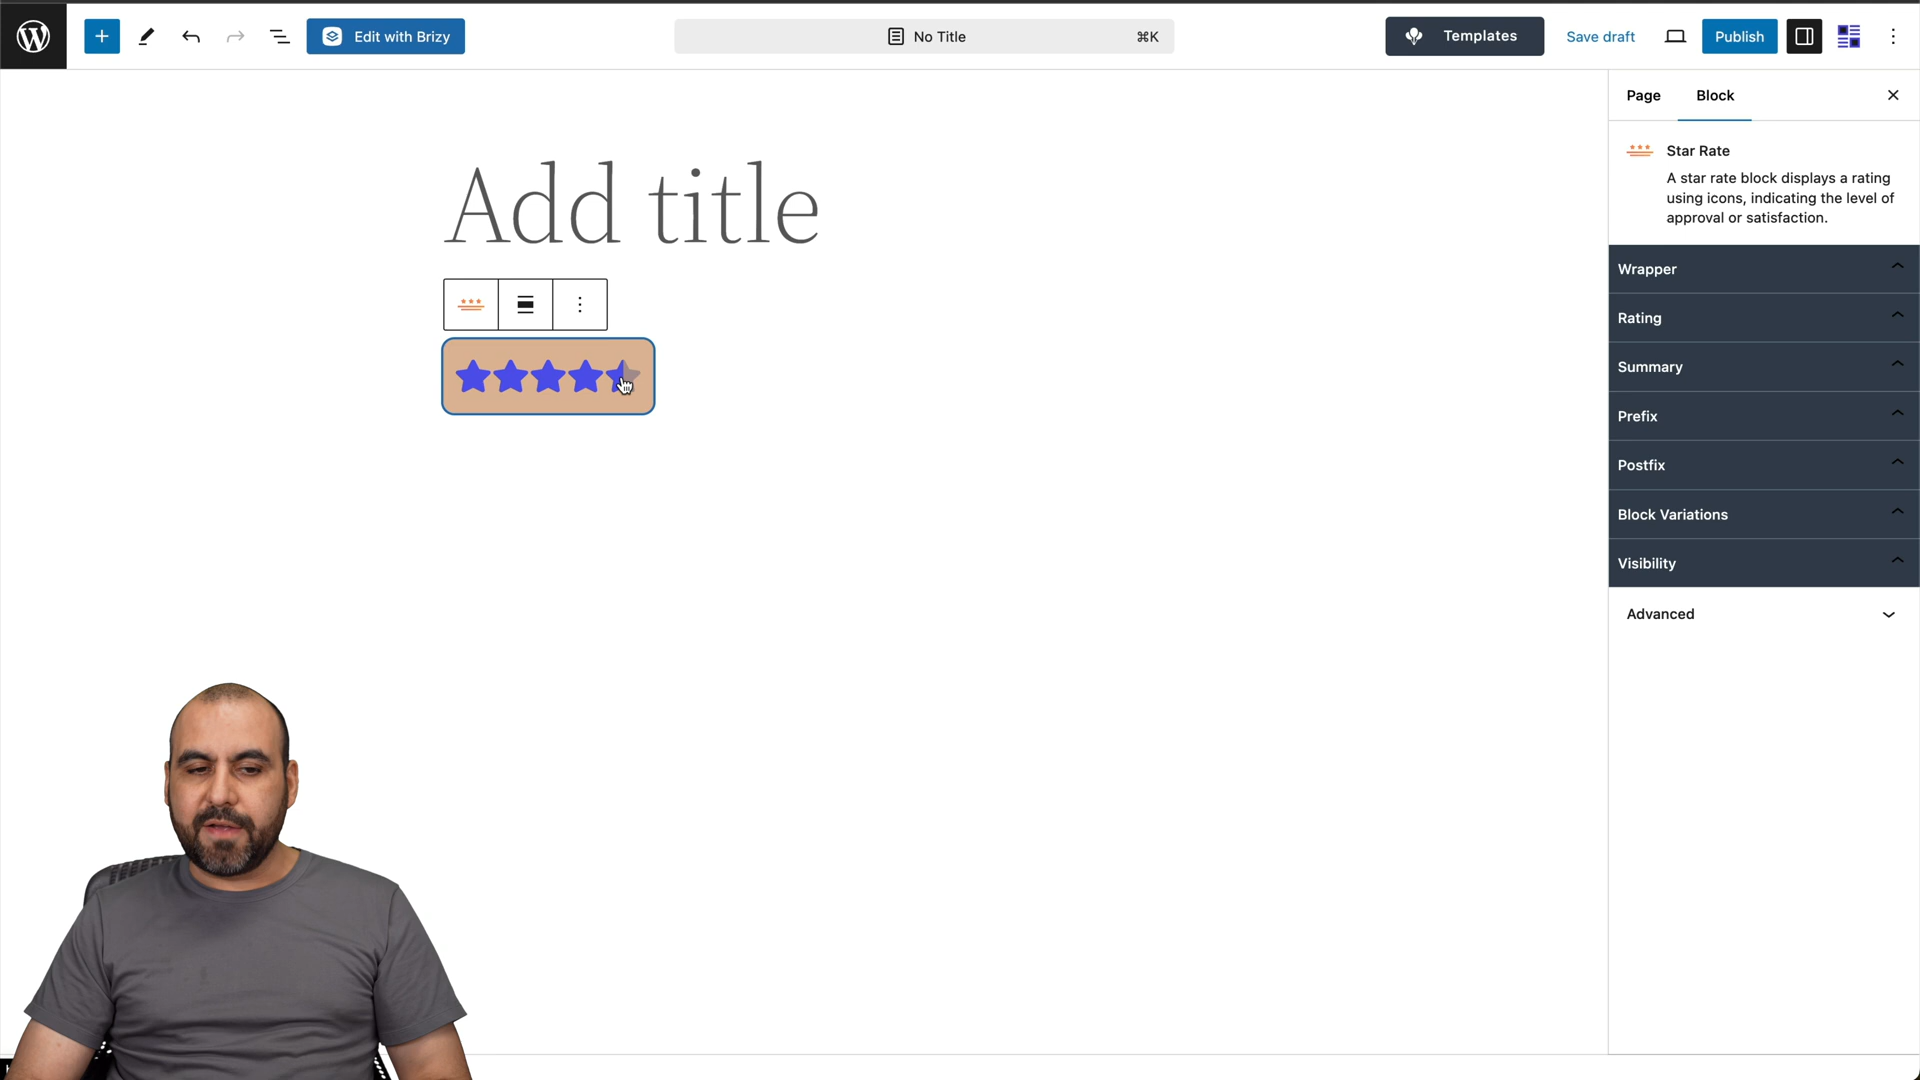 Edit with Brizy
No Title
⌘K
Templates
Save draft
Publish
Page
Block
Add title
Star Rate
A star rate block displays a rating
using icons, indicating the level of
approval or satisfaction.
Wrapper
Rating
Summary
Prefix
Postfix
Block Variations
Visibility
Advanced